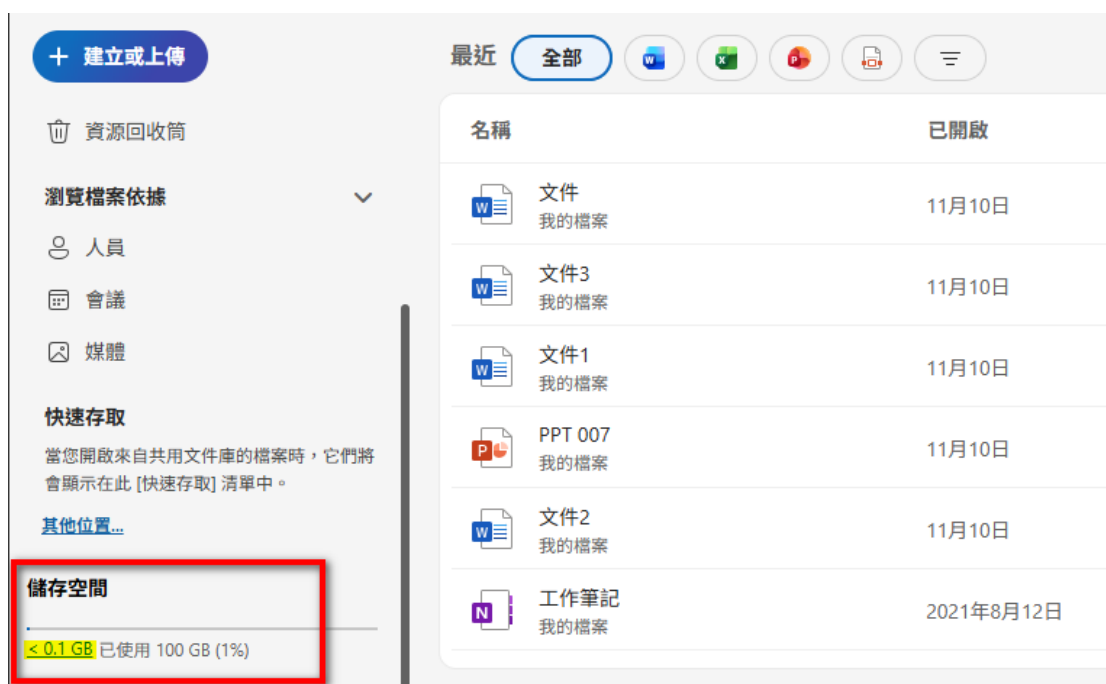 + 建立或上傳
資源回收筒
瀏覽檔案依據
人員
會議
媒體
快速存取
當您開啟來自共用文件庫的檔案時，它們將
會顯示在此 [快速存取] 清單中。
其他位置...
儲存空間
< 0.1 GB 已使用 100 GB (1%)
最近 全部 W X P
名稱 已開啟
W 文件 11月10日
我的檔案
W 文件3 11月10日
我的檔案
W 文件1 11月10日
我的檔案
P PPT 007 11月10日
我的檔案
W 文件2 11月10日
我的檔案
N 工作筆記 2021年8月12日
我的檔案